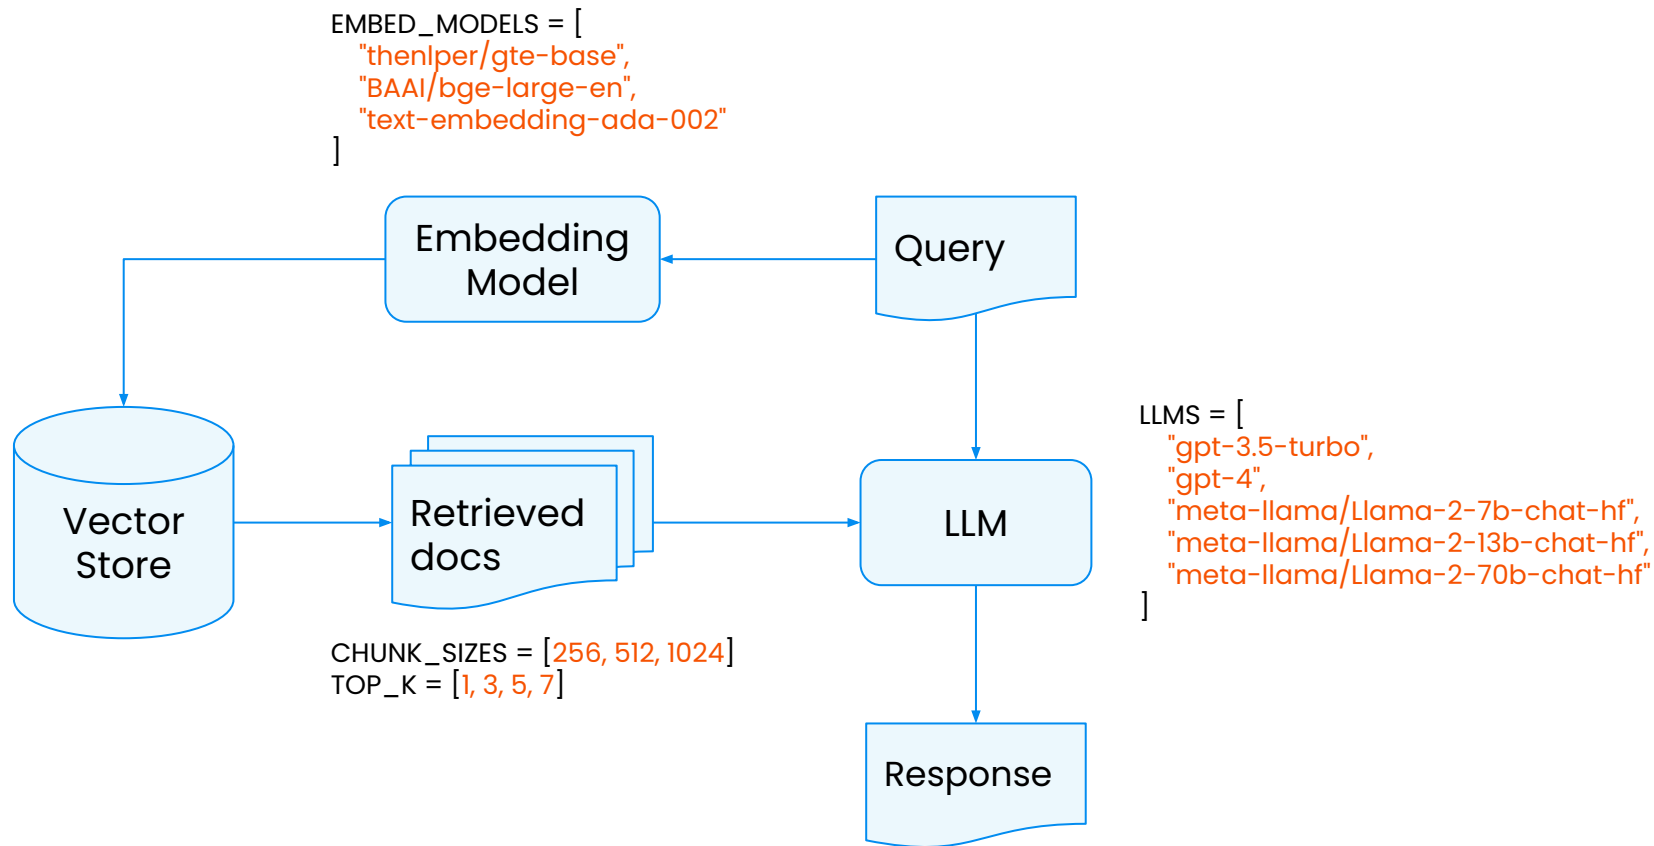 EMBED_MODELS = [
"thenlper/gte-base",
"BAAI/bge-large-en",
"text-embedding-ada-002"
]
Embedding
Model
Query
Vector
Store
Retrieved
docs
LLM
LLMS = [
"gpt-3.5-turbo",
"gpt-4",
"meta-llama/Llama-2-7b-chat-hf",
"meta-llama/Llama-2-13b-chat-hf",
"meta-llama/Llama-2-70b-chat-hf"
]
CHUNK_SIZES = [256, 512, 1024]
TOP_K = [1, 3, 5, 7]
Response